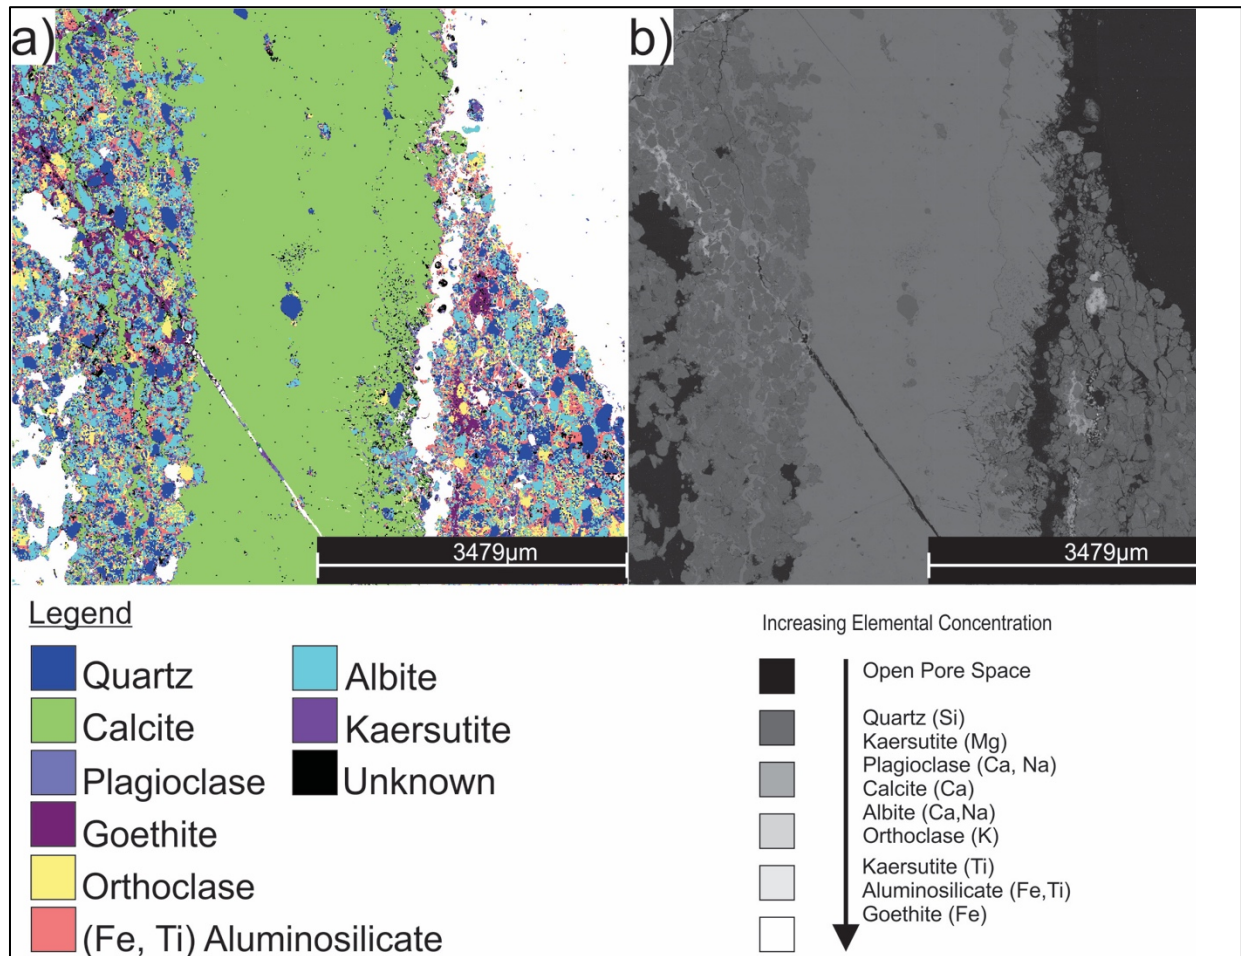 a)
b)
3479µm
3479µm
Legend
Quartz
Calcite
Plagioclase
Goethite
Orthoclase
(Fe, Ti) Aluminosilicate
Albite
Kaersutite
Unknown
Increasing Elemental Concentration
Open Pore Space
Quartz (Si)
Kaersutite (Mg)
Plagioclase (Ca, Na)
Calcite (Ca)
Albite (Ca,Na)
Orthoclase (K)
Kaersutite (Ti)
Aluminosilicate (Fe,Ti)
Goethite (Fe)